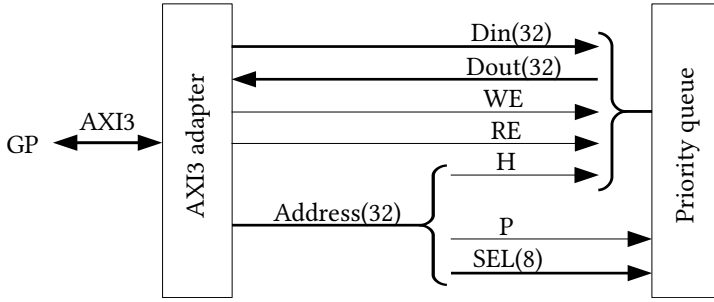 Din(32)
Dout(32)
WE
RE
H
P
SEL(8)
Address(32)
GP
AXI3
AXI3 adapter
Priority queue